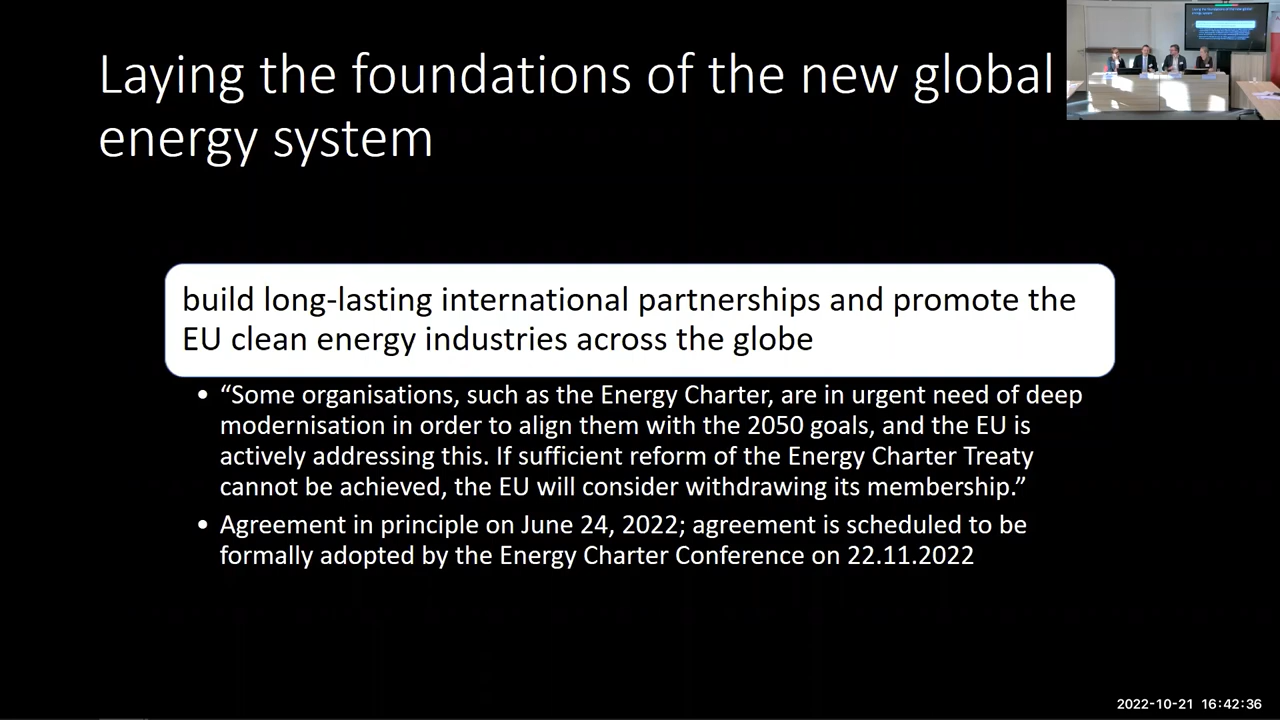 Laying the foundations of the new global
energy system
build long-lasting international partnerships and promote the
EU clean energy industries across the globe
• “Some organisations, such as the Energy Charter, are in urgent need of deep
modernisation in order to align them with the 2050 goals, and the EU is
actively addressing this. If sufficient reform of the Energy Charter Treaty
cannot be achieved, the EU will consider withdrawing its membership.”
• Agreement in principle on June 24, 2022; agreement is scheduled to be
formally adopted by the Energy Charter Conference on 22.11.2022
2022-10-21 16:42:36